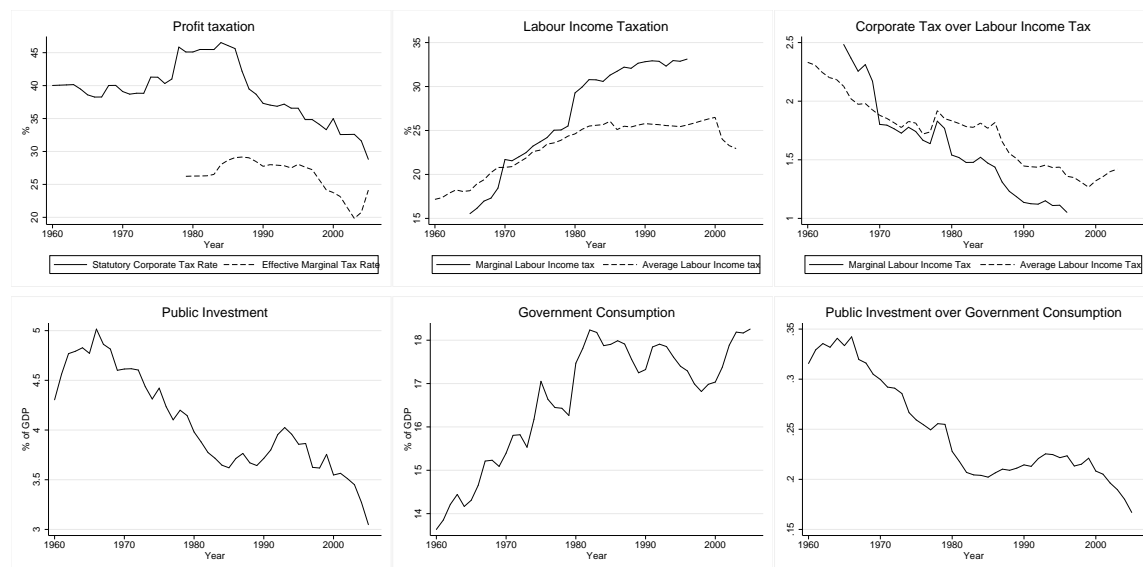 Profit taxation
%
45
40
35
30
25
20
1960 1970 1980 1990 2000
Year
Statutory Corporate Tax Rate Effective Marginal Tax Rate
Labour Income Taxation
%
35
30
25
20
15
1960 1970 1980 1990 2000
Year
Marginal Labour Income tax Average Labour Income tax
Corporate Tax over Labour Income Tax
2.5
2
1.5
1
1960 1970 1980 1990 2000
Year
Marginal Labour Income Tax Average Labour Income Tax
Public Investment
% of GDP
5
4.5
4
3.5
3
1960 1970 1980 1990 2000
Year
Government Consumption
% of GDP
18
17
16
15
14
1960 1970 1980 1990 2000
Year
Public Investment over Government Consumption
.35
.3
.25
.2
.15
1960 1970 1980 1990 2000
Year